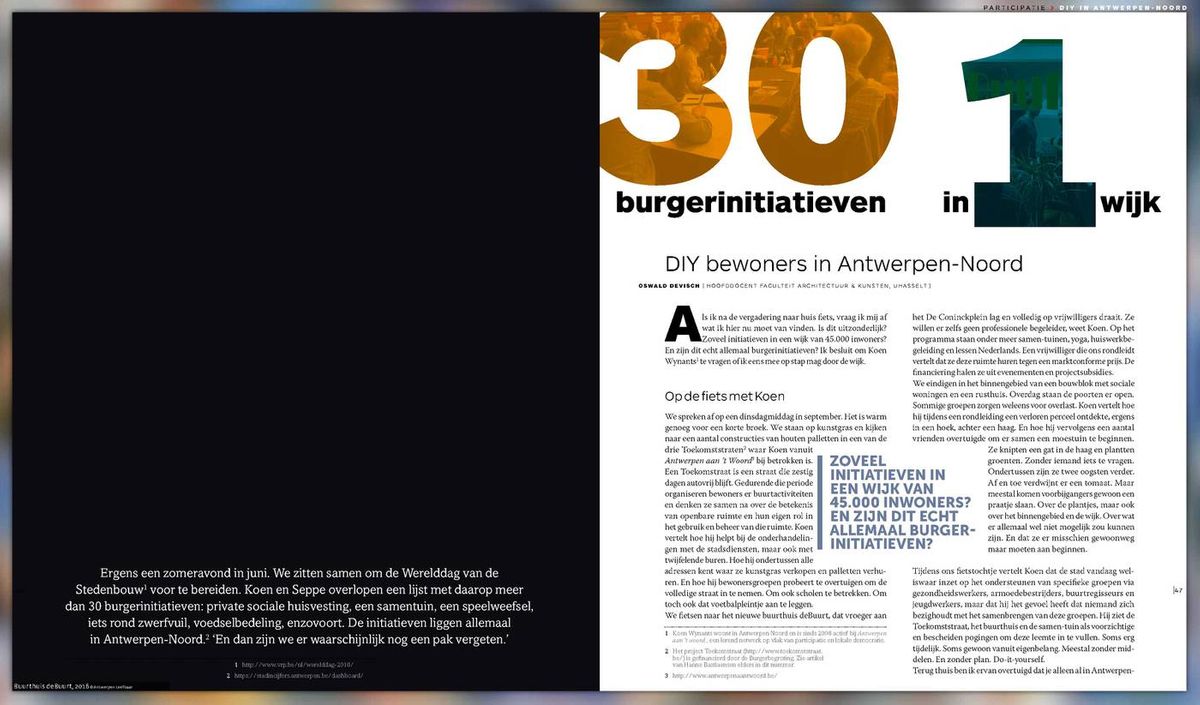 PARTICIPATIE > DIY IN ANTWERPEN-NOORD
30
burgerinitiatieven in 1 wijk
DIY bewoners in Antwerpen-Noord
OSWALD DEVISCH [HOOFDDOCENT FACULTEIT ARCHITECTUUR & KUNSTEN, UHASSELT]
Als ik na de vergadering naar huis fiets, vraag ik mij af
wat ik hier nu moet van vinden. Is dit uitzonderlijk?
Zoveel initiatieven in een wijk van 45.000 inwoners?
En zijn dit echt allemaal burgerinitiatieven? Ik besluit om Koen
Wynants¹ te vragen of ik eens mee op stap mag door de wijk.
Op de fiets met Koen
We spreken af op een dinsdagmiddag in september. Het is warm
genoeg voor een korte broek. We staan op kunstgras en kijken
naar een aantal constructies van houten palletten in een van de
drie Toekomststraten² waar Koen vanuit
Antwerpen aan 't Woord³ bij betrokken is.
Een Toekomstraat is een straat die zestig
dagen autovrij blijft. Gedurende die periode
organiseren bewoners er buurtactiviteiten
en denken ze samen na over de betekenis
van openbare ruimte en hun eigen rol in
het gebruik en beheer van die ruimte. Koen
vertelt hoe hij helpt bij de onderhandelin-
gen met de stadsdiensten, maar ook met
twijfelende buren. Hoe hij ondertussen alle
adressen kent waar ze kunstgras verkopen en palletten verhu-
ren. En hoe hij bewonersgroepen probeert te overtuigen om de
volledige straat in te nemen. Om ook scholen te betrekken. Om
toch ook dat voetbalpleintje aan te leggen.
We fietsen naar het nieuwe buurthuis deBuurt, dat vroeger aan
1 Koen Wynants woont in Antwerpen Noord en is sinds 2006 actief bij Antwerpen
aan 't woord, een lerend netwerk op vlak van participatie en lokale democratie.
2 Het project Toekomststraat (http://www.toekomststraat.
be/) is gefinancierd door de Burgerbegroting. Zie artikel
van Hanne Bastiaensen elders in dit nummer.
3 http://www.antwerpenaantwoord.be/
ZOVEEL
INITIATIEVEN IN
EEN WIJK VAN
45.000 INWONERS?
EN ZIJN DIT ECHT
ALLEMAAL BURGER-
INITIATIEVEN?
het De Coninckplein lag en volledig op vrijwilligers draait. Ze
willen er zelfs geen professionele begeleider, weet Koen. Op het
programma staan onder meer samen-tuinen, yoga, huiswerkbe-
geleiding en lessen Nederlands. Een vrijwilliger die ons rondleidt
vertelt dat ze deze ruimte huren tegen een marktconforme prijs. De
financiering halen ze uit evenementen en projectsubsidies.
We eindigen in het binnengebied van een bouwblok met sociale
woningen en een rusthuis. Overdag staan de poorten er open.
Sommige groepen zorgen weleens voor overlast. Koen vertelt hoe
hij tijdens een rondleiding een verloren perceel ontdekte, ergens
in een hoek, achter een haag. En hoe hij vervolgens een aantal
vrienden overtuigde om er samen een moestuin te beginnen.
Ze knipten een gat in de haag en plantten
groenten. Zonder iemand iets te vragen.
Ondertussen zijn ze twee oogsten verder.
Af en toe verdwijnt er een tomaat. Maar
meestal komen voorbijgangers gewoon een
praatje slaan. Over de plantjes, maar ook
over het binnengebied en de wijk. Over wat
er allemaal wel niet mogelijk zou kunnen
zijn. En dat ze er misschien gewoonweg
maar moeten aan beginnen.
Tijdens ons fietstochtje vertelt Koen dat de stad vandaag wel-
iswaar inzet op het ondersteunen van specifieke groepen via
gezondheidswerkers, armoedebestrijders, buurtregisseurs en
jeugdwerkers, maar dat hij het gevoel heeft dat niemand zich
bezighoudt met het samenbrengen van deze groepen. Hij ziet de
Toekomststraat, het buurthuis en de samen-tuin als voorzichtige
en bescheiden pogingen om deze leemte in te vullen. Soms erg
tijdelijk. Soms gewoon vanuit eigenbelang. Meestal zonder mid-
delen. En zonder plan. Do-it-yourself.
Terug thuis ben ik ervan overtuigd dat je alleen al in Antwerpen-
|47
Ergens een zomeravond in juni. We zitten samen om de Werelddag van de
Stedenbouw¹ voor te bereiden. Koen en Seppe overlopen een lijst met daarop meer
dan 30 burgerinitiatieven: private sociale huisvesting, een samentuin, een speelweefsel,
iets rond zwerfvuil, voedselbedeling, enzovoort. De initiatieven liggen allemaal
in Antwerpen-Noord.² 'En dan zijn we er waarschijnlijk nog een pak vergeten.'
1 http://www.vrp.be/nl/werelddag-2018/
2 https://stadincijfers.antwerpen.be/dashboard/
Buurthuis de Buurt, 2016